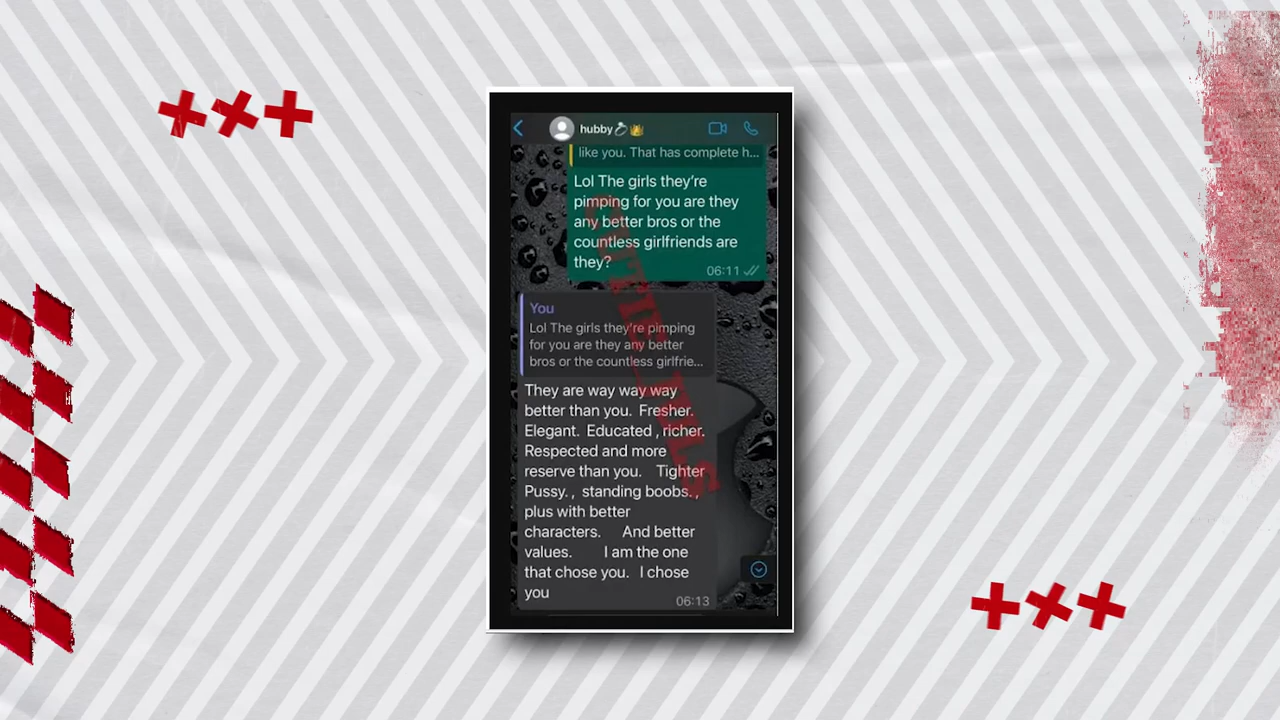 hubby
like you. That has complete h...
Lol The girls they're
pimping for you are they
any better bros or the
countless girlfriends are
they?
06:11
You
Lol The girls they're pimping
for you are they any better
bros or the countless girlfrie...
They are way way way
better than you. Fresher.
Elegant. Educated , richer.
Respected and more
reserve than you. Tighter
Pussy. , standing boobs. ,
plus with better
characters. And better
values. I am the one
that chose you. I chose
you
06:13